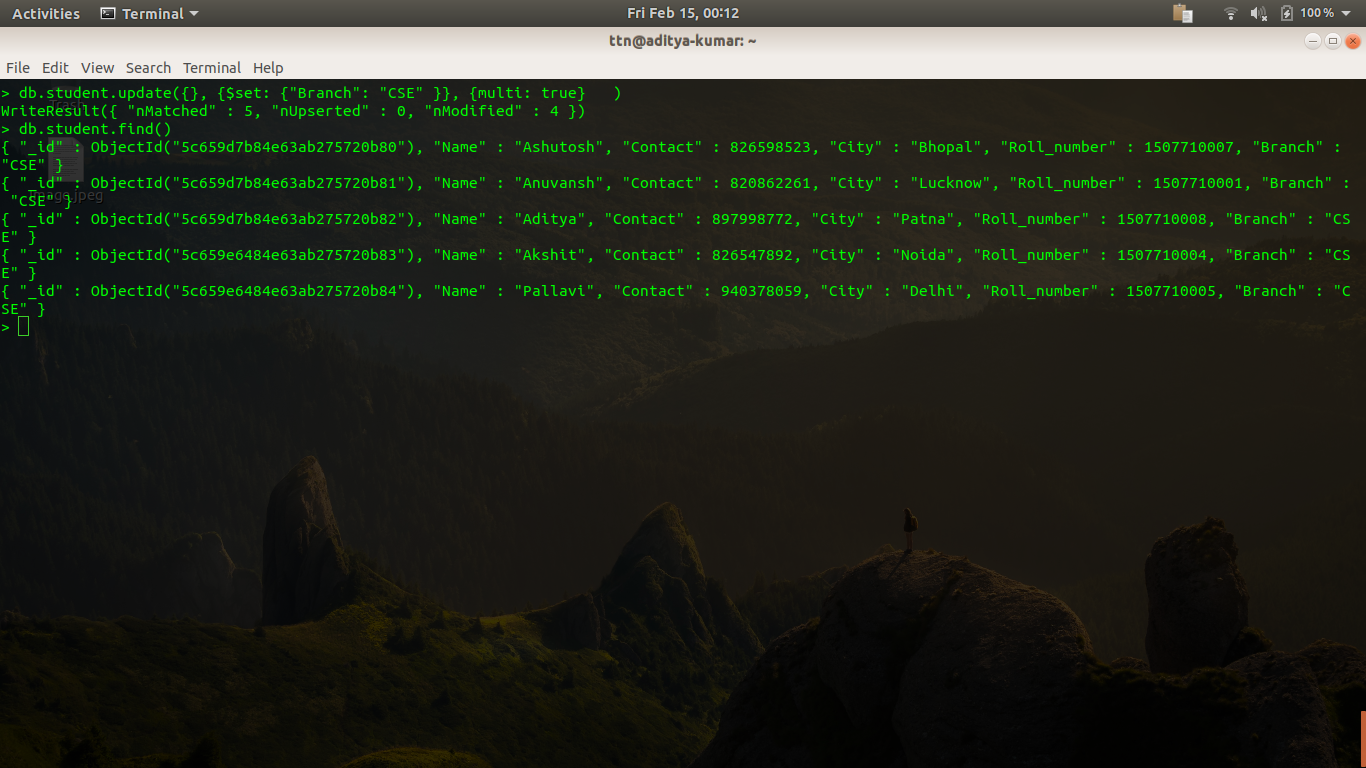 Activities Terminal Fri Feb 15, 00:12 100 %
ttn@aditya-kumar: ~
File Edit View Search Terminal Help
> db.student.update({}, {$set: {"Branch": "CSE" }}, {multi: true}   )
WriteResult({ "nMatched" : 5, "nUpserted" : 0, "nModified" : 4 })
> db.student.find()
{ "_id" : ObjectId("5c659d7b84e63ab275720b80"), "Name" : "Ashutosh", "Contact" : 826598523, "City" : "Bhopal", "Roll_number" : 1507710007, "Branch" :
"CSE" }
{ "_id" : ObjectId("5c659d7b84e63ab275720b81"), "Name" : "Anuvansh", "Contact" : 820862261, "City" : "Lucknow", "Roll_number" : 1507710001, "Branch" :
 "CSE" }
{ "_id" : ObjectId("5c659d7b84e63ab275720b82"), "Name" : "Aditya", "Contact" : 897998772, "City" : "Patna", "Roll_number" : 1507710008, "Branch" : "CS
E" }
{ "_id" : ObjectId("5c659e6484e63ab275720b83"), "Name" : "Akshit", "Contact" : 826547892, "City" : "Noida", "Roll_number" : 1507710004, "Branch" : "CS
E" }
{ "_id" : ObjectId("5c659e6484e63ab275720b84"), "Name" : "Pallavi", "Contact" : 940378059, "City" : "Delhi", "Roll_number" : 1507710005, "Branch" : "C
SE" }
>
Trash